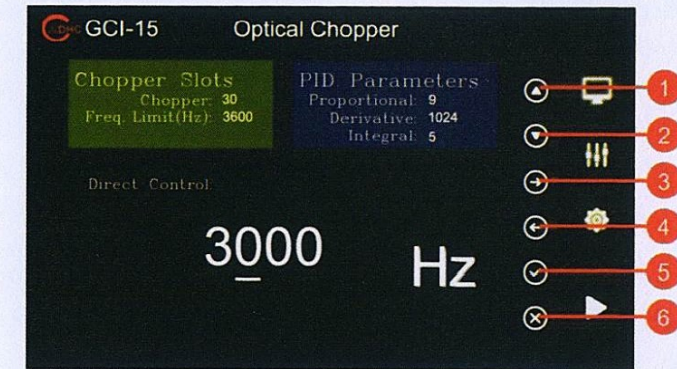 GCI-15 Optical Chopper
Chopper Slots
Chopper: 30
Freq. Limit(Hz): 3600
PID Parameters
Proportional: 9
Derivative: 1024
Integral: 5
Direct Control:
3000 Hz
1
2
3
4
5
6